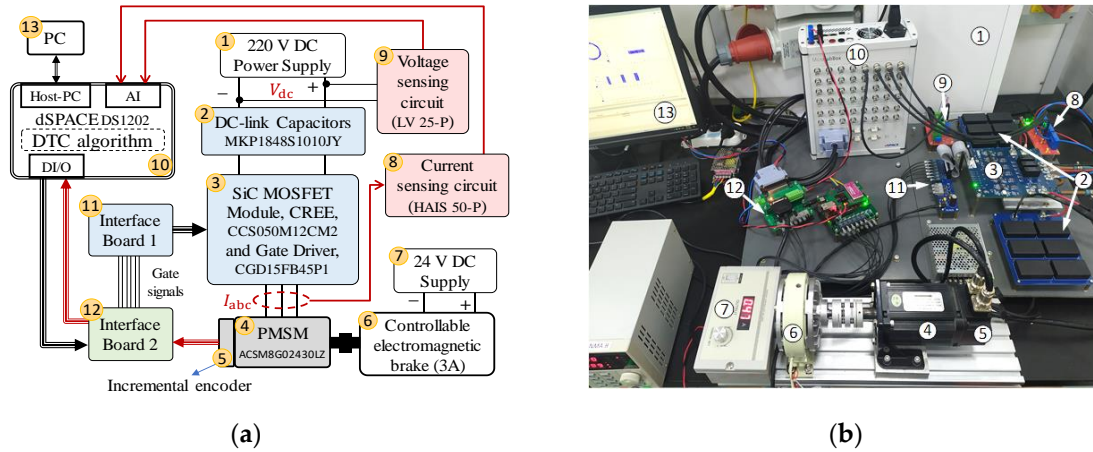 13
PC
Host-PC
AI
dSPACE DS1202
DTC algorithm
DI/O
10
1
220 V DC
Power Supply
−
Vdc
+
2
DC-link Capacitors
MKP1848S1010JY
9
Voltage
sensing
circuit
(LV 25-P)
8
Current
sensing circuit
(HAIS 50-P)
3
SiC MOSFET
Module, CREE,
CCS050M12CM2
and Gate Driver,
CGD15FB45P1
11
Interface
Board 1
Gate
signals
12
Interface
Board 2
Iabc
7
24 V DC
Supply
−
+
4
PMSM
ACSM8G02430LZ
5
Incremental encoder
6
Controllable
electromagnetic
brake (3A)
(a)
1
10
13
9
8
3
2
11
12
7
6
4
5
(b)